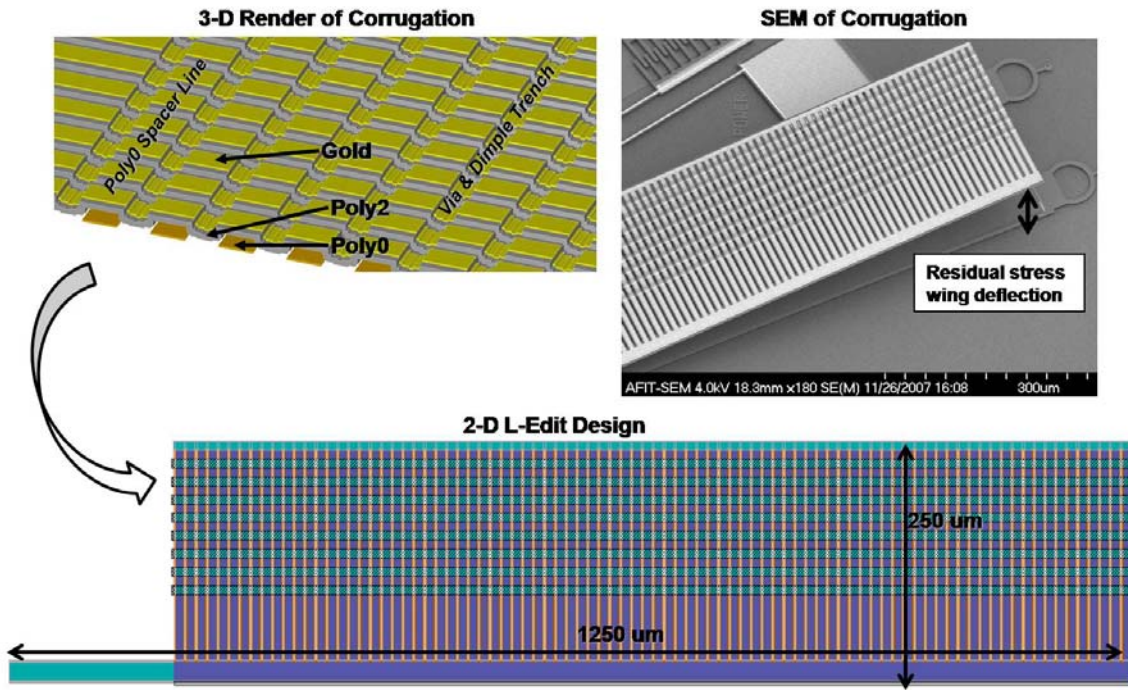 3-D Render of Corrugation
SEM of Corrugation
Poly0 Spacer Line
Via & Dimple Trench
Gold
Poly2
Poly0
Residual stress
wing deflection
AFIT-SEM 4.0kV 18.3mm x180 SE(M) 11/26/2007 16:08
300um
2-D L-Edit Design
250 um
1250 um